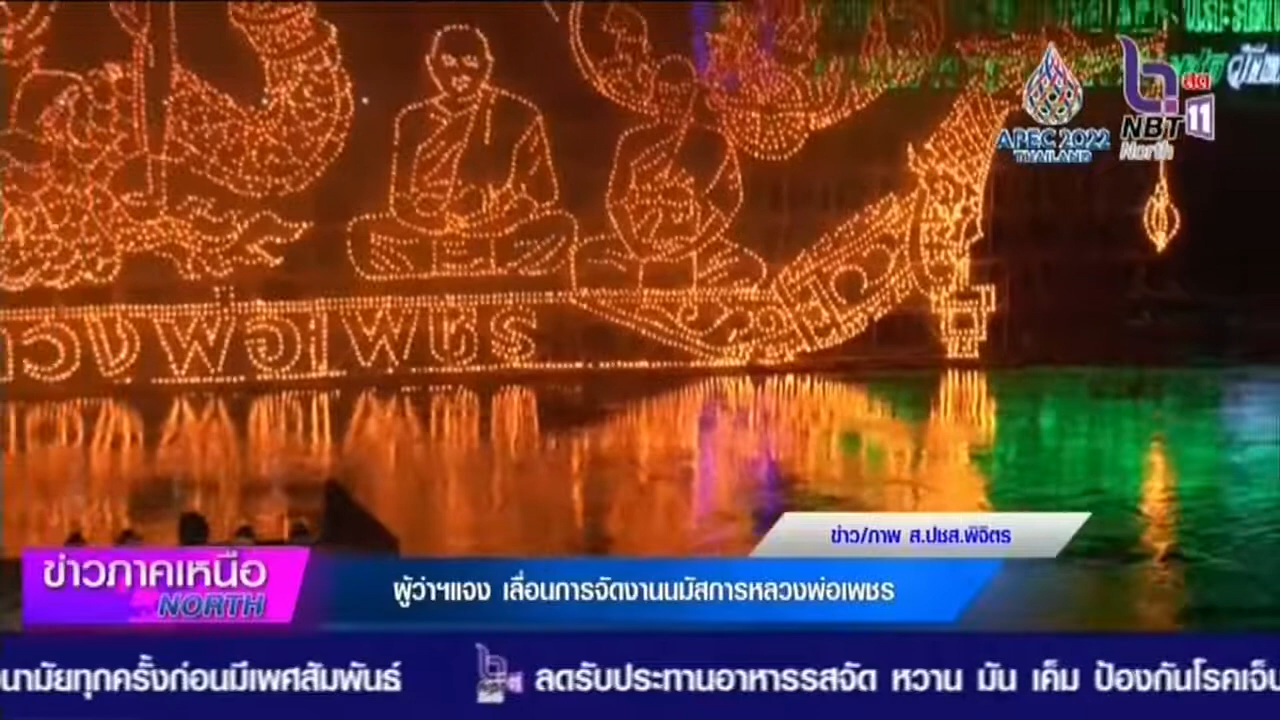 APEC 2022
THAILAND
NBT
North
สด
11
วงพ่อเพชร
ข่าว/ภาพ ส.ปชส.พิจิตร
ข่าวภาคเหนือ
NORTH
ผู้ว่าฯแจง เลื่อนการจัดงานนมัสการหลวงพ่อเพชร
นามัยทุกครั้งก่อนมีเพศสัมพันธ์ ลดรับประทานอาหารรสจัด หวาน มัน เค็ม ป้องกันโรคเจ็บ